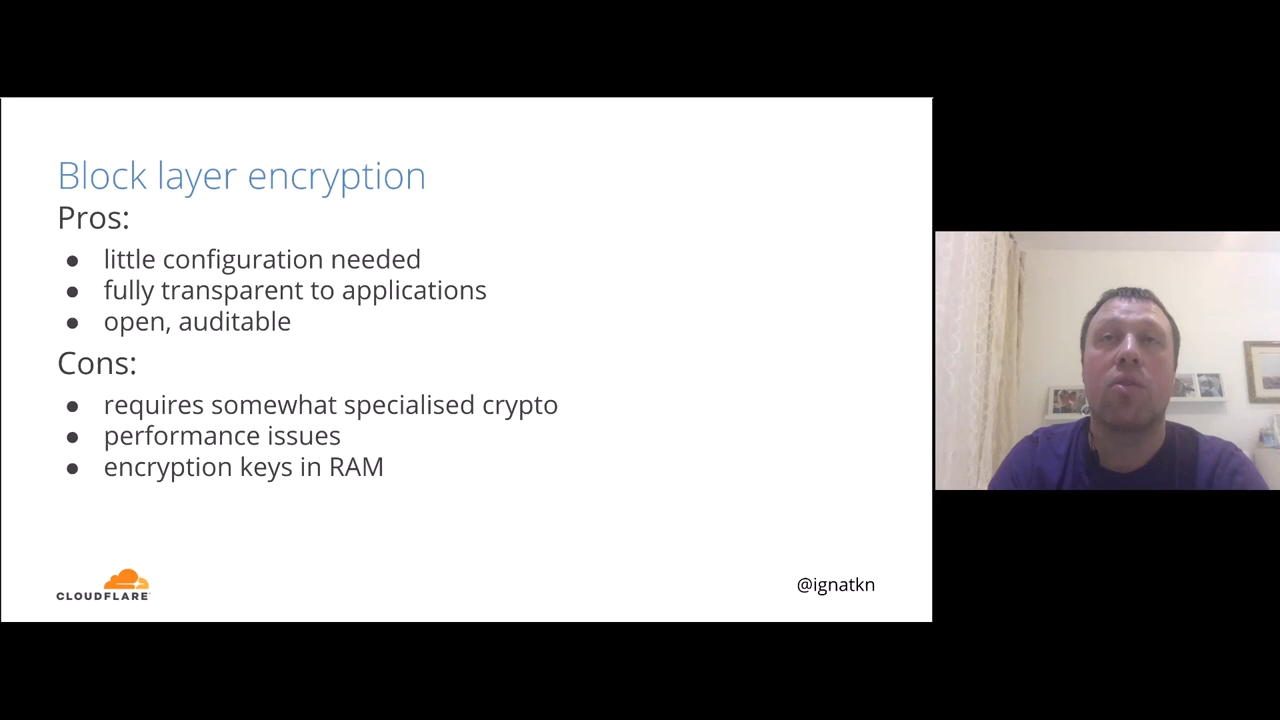 Block layer encryption
Pros:
● little configuration needed
● fully transparent to applications
● open, auditable
Cons:
● requires somewhat specialised crypto
● performance issues
● encryption keys in RAM
CLOUDFLARE
@ignatkn